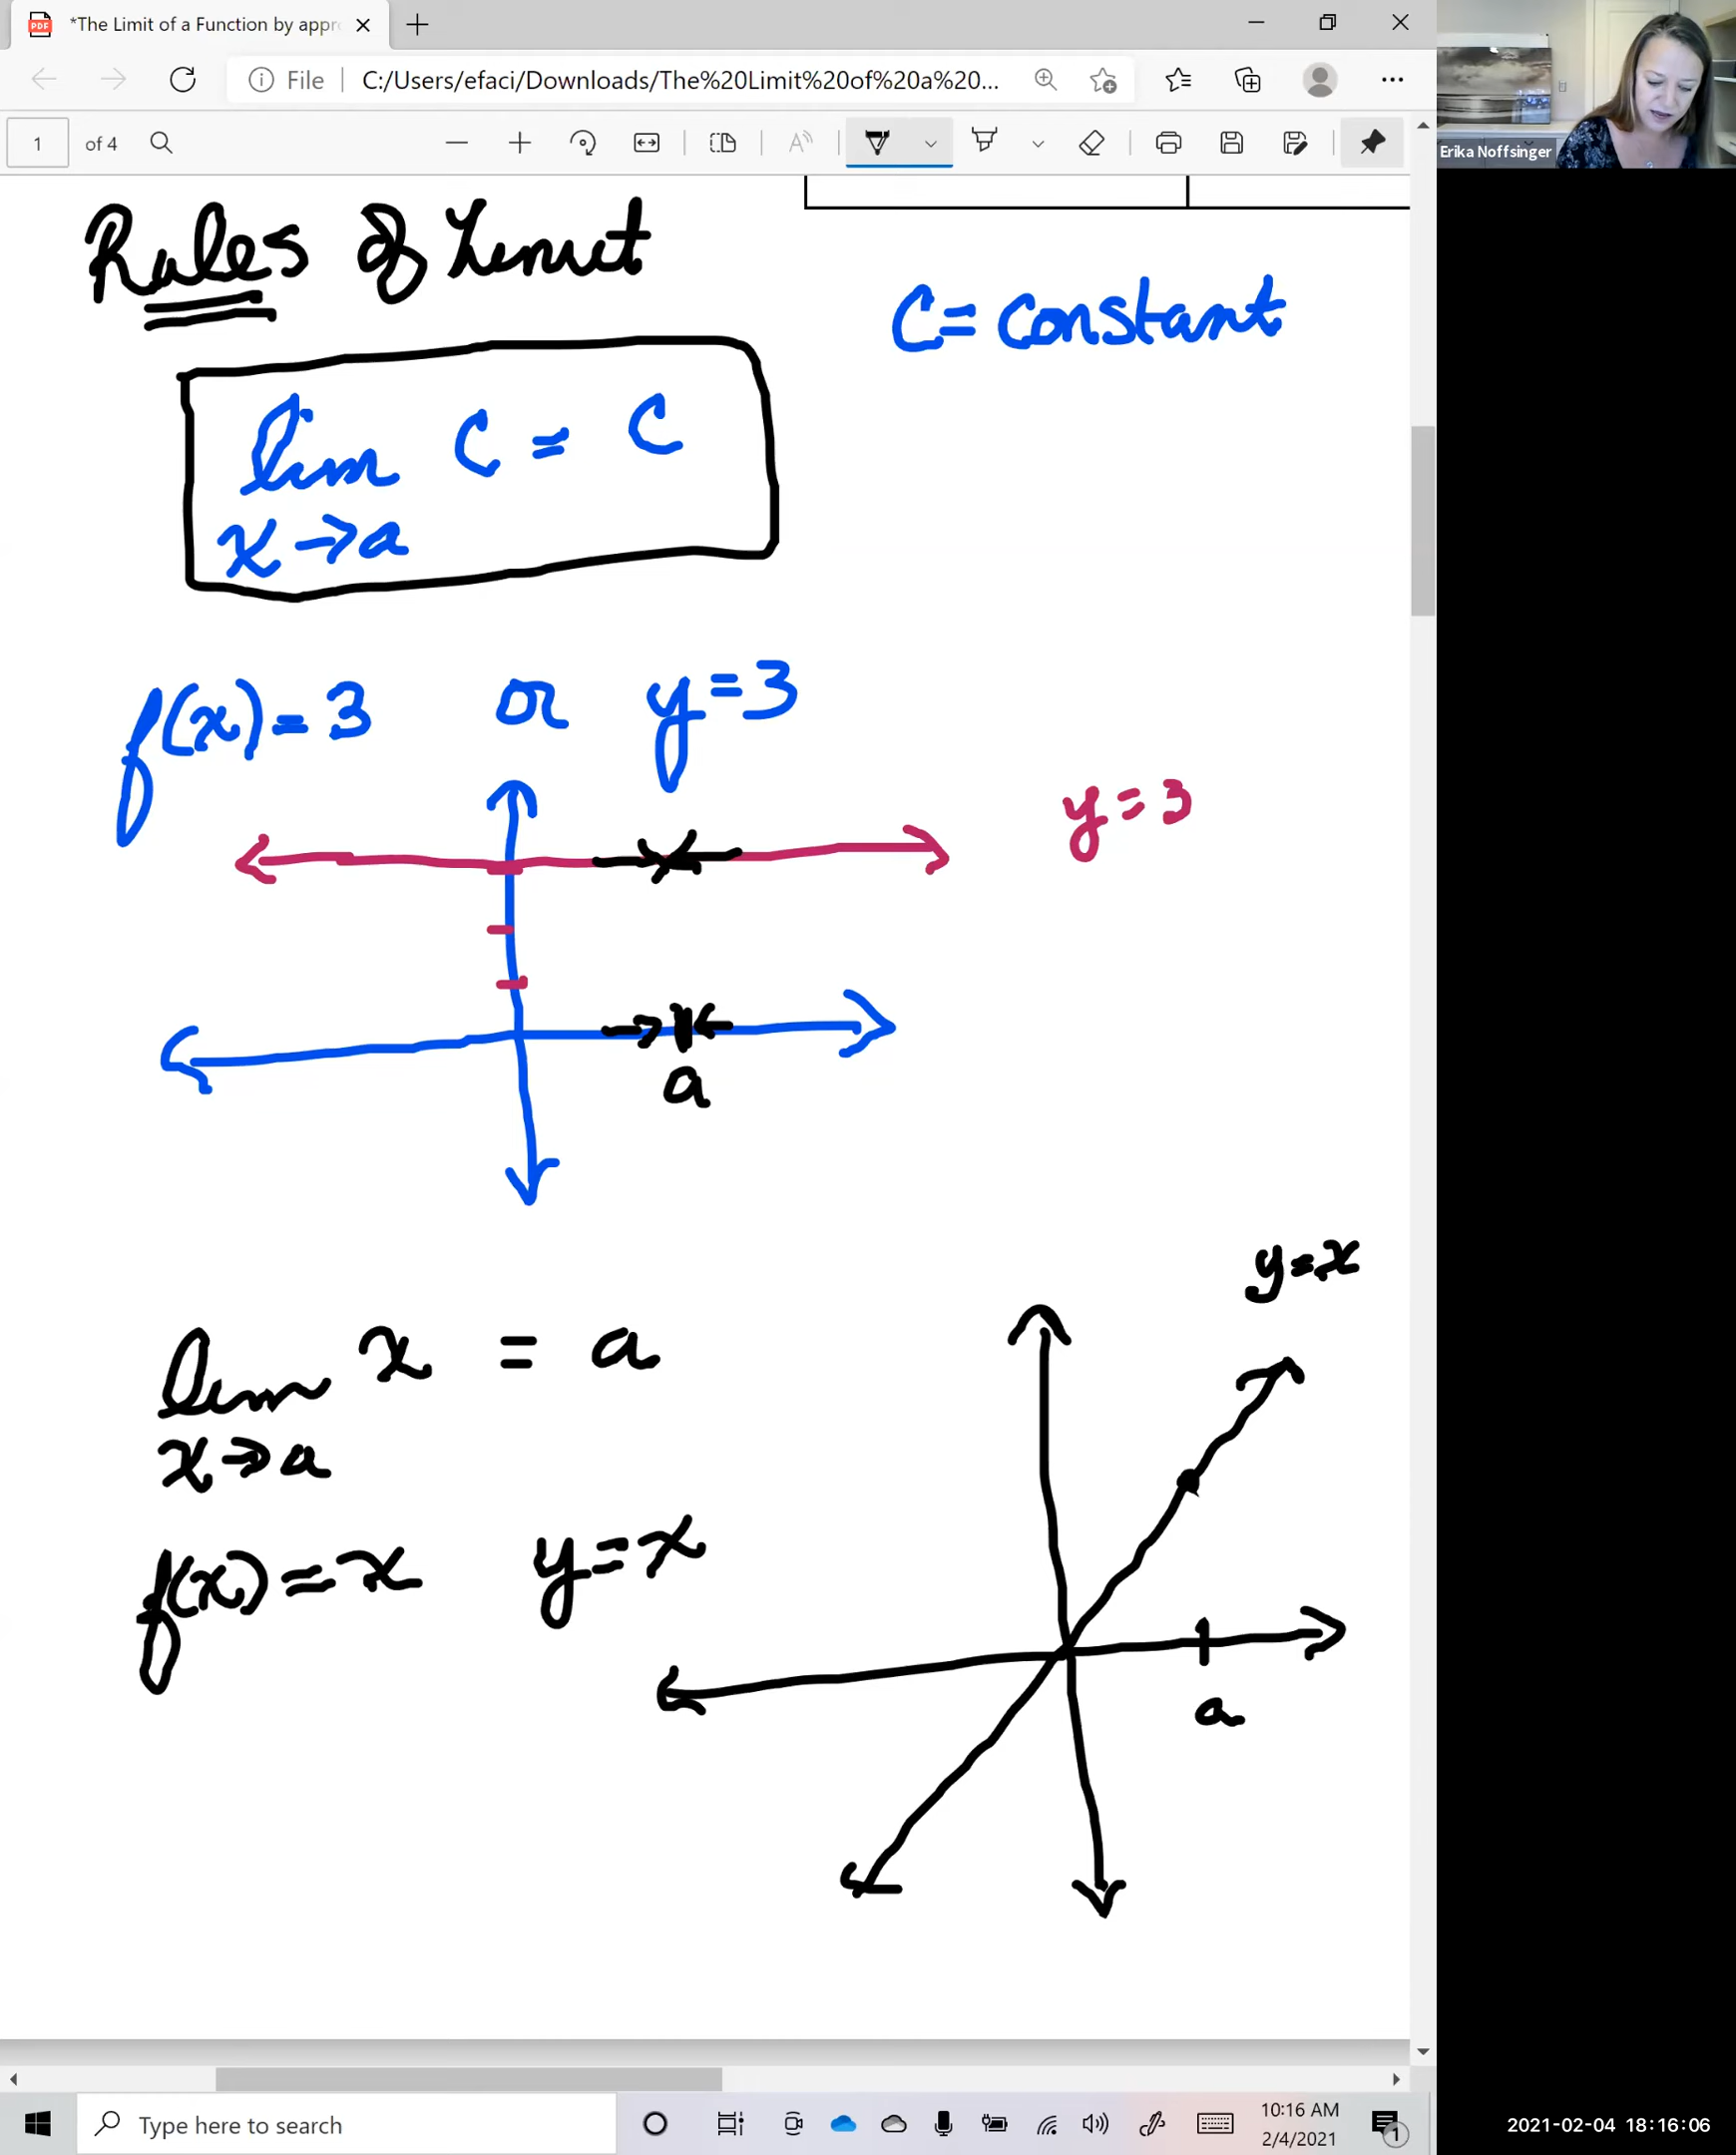 *The Limit of a Function by appr
File
C:/Users/efaci/Downloads/The%20Limit%20of%20a%20...
1 of 4
Erika Noffsinger
Rules of Limit
C = Constant
lim C = C
x→a
f(x) = 3 or y = 3
y = 3
a
y = x
lim x = a
x→a
f(x) = x y = x
a
Type here to search
10:16 AM
2/4/2021
1
2021-02-04 18:16:06